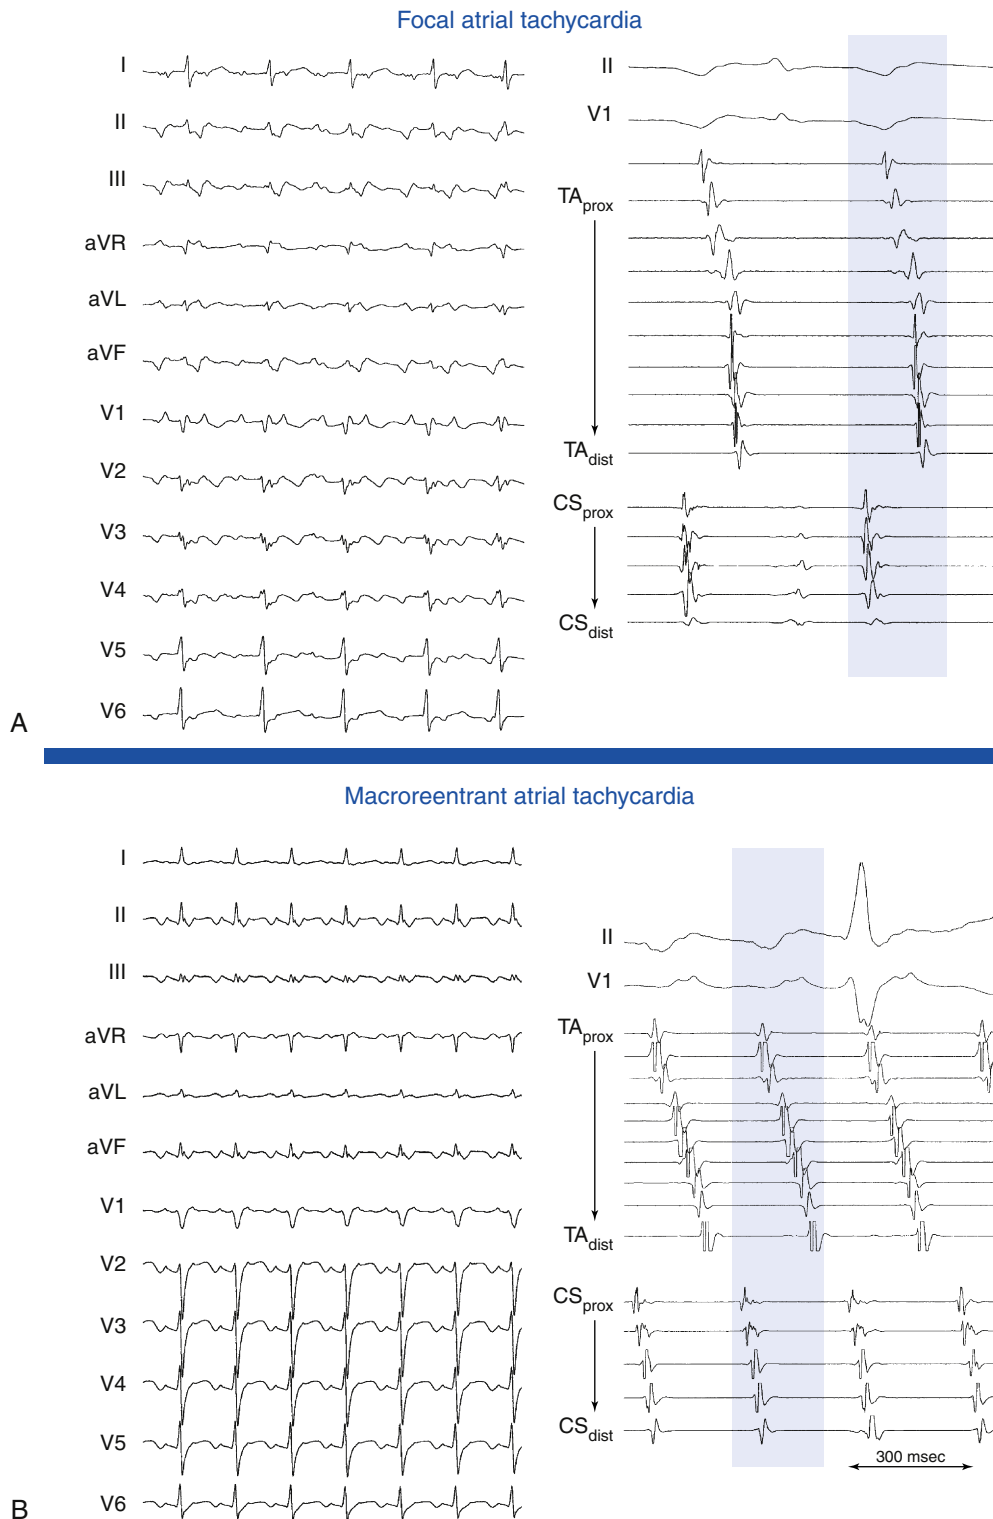 Focal atrial tachycardia
I
II
III
aVR
aVL
aVF
V1
V2
V3
V4
V5
V6
II
V1
TAprox
TAdist
CSprox
CSdist
A
Macroreentrant atrial tachycardia
I
II
III
aVR
aVL
aVF
V1
V2
V3
V4
V5
V6
II
V1
TAprox
TAdist
CSprox
CSdist
300 msec
B